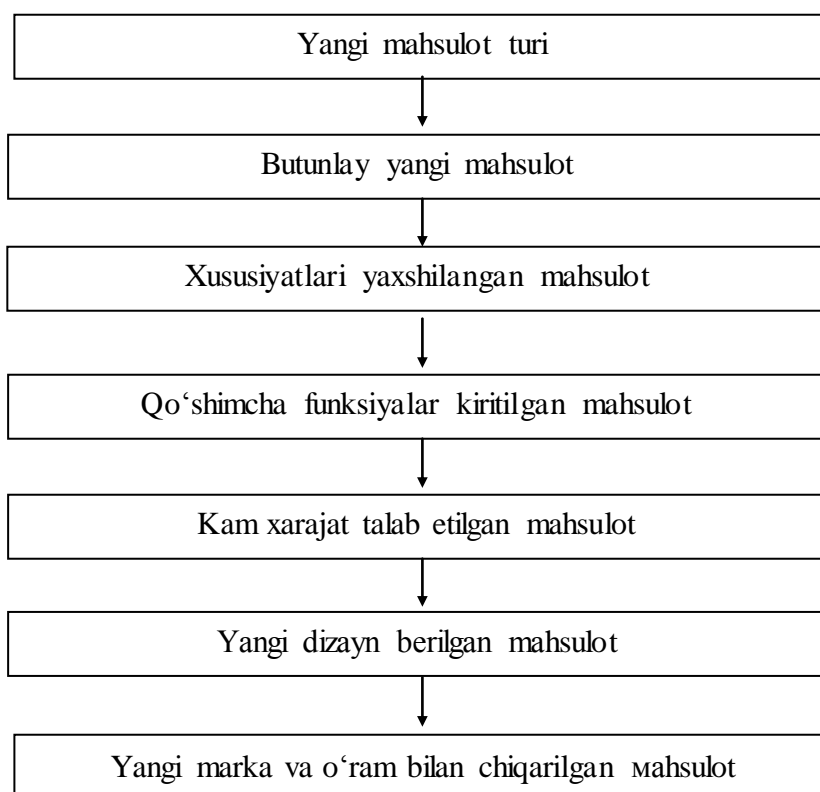 Yangi mahsulot turi
Butunlay yangi mahsulot
Xususiyatlari yaxshilangan mahsulot
Qo‘shimcha funksiyalar kiritilgan mahsulot
Kam xarajat talab etilgan mahsulot
Yangi dizayn berilgan mahsulot
Yangi marka va o‘ram bilan chiqarilgan мahsulot